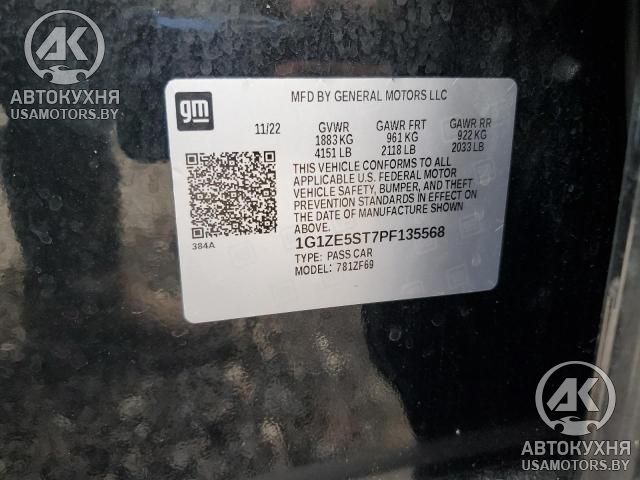 AK
АВТОКУХНЯ
USAMOTORS.BY
gm
MFD BY GENERAL MOTORS LLC
11/22 GVWR GAWR FRT GAWR RR
1883 KG 961 KG 922 KG
4151 LB 2118 LB 2033 LB
THIS VEHICLE CONFORMS TO ALL
APPLICABLE U.S. FEDERAL MOTOR
VEHICLE SAFETY, BUMPER, AND THEFT
PREVENTION STANDARDS IN EFFECT ON
THE DATE OF MANUFACTURE SHOWN
ABOVE.
384A
1G1ZE5ST7PF135568
TYPE: PASS CAR
MODEL: 781ZF69
AK
АВТОКУХНЯ
USAMOTORS.BY